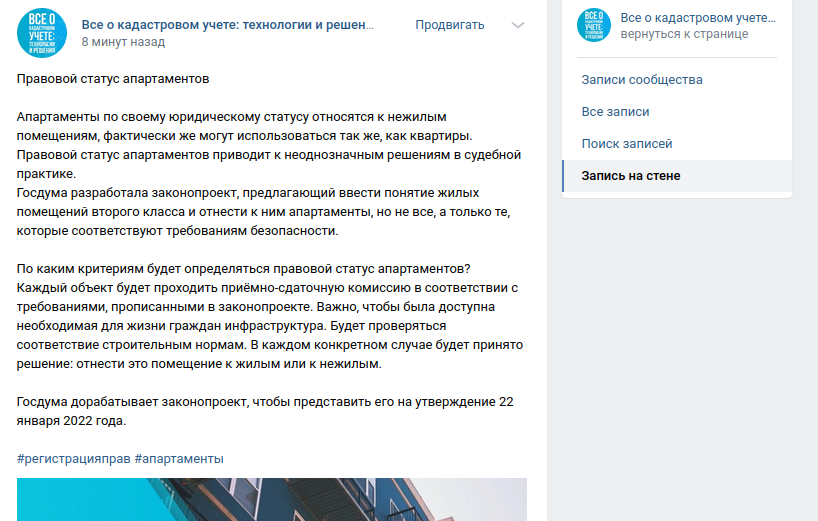 ВСЕ О
КАДАСТРОВОМ
УЧЕТЕ:
ТЕХНОЛОГИИ
И РЕШЕНИЯ
Все о кадастровом учете: технологии и решен...
Продвигать
8 минут назад
Правовой статус апартаментов
Апартаменты по своему юридическому статусу относятся к нежилым
помещениям, фактически же могут использоваться так же, как квартиры.
Правовой статус апартаментов приводит к неоднозначным решениям в судебной
практике.
Госдума разработала законопроект, предлагающий ввести понятие жилых
помещений второго класса и отнести к ним апартаменты, но не все, а только те,
которые соответствуют требованиям безопасности.
По каким критериям будет определяться правовой статус апартаментов?
Каждый объект будет проходить приёмно-сдаточную комиссию в соответствии с
требованиями, прописанными в законопроекте. Важно, чтобы была доступна
необходимая для жизни граждан инфраструктура. Будет проверяться
соответствие строительным нормам. В каждом конкретном случае будет принято
решение: отнести это помещение к жилым или к нежилым.
Госдума дорабатывает законопроект, чтобы представить его на утверждение 22
января 2022 года.
#регистрацияправ #апартаменты
ВСЕ О
КАДАСТРОВОМ
УЧЕТЕ:
ТЕХНОЛОГИИ
И РЕШЕНИЯ
Все о кадастровом учете...
вернуться к странице
Записи сообщества
Все записи
Поиск записей
Запись на стене